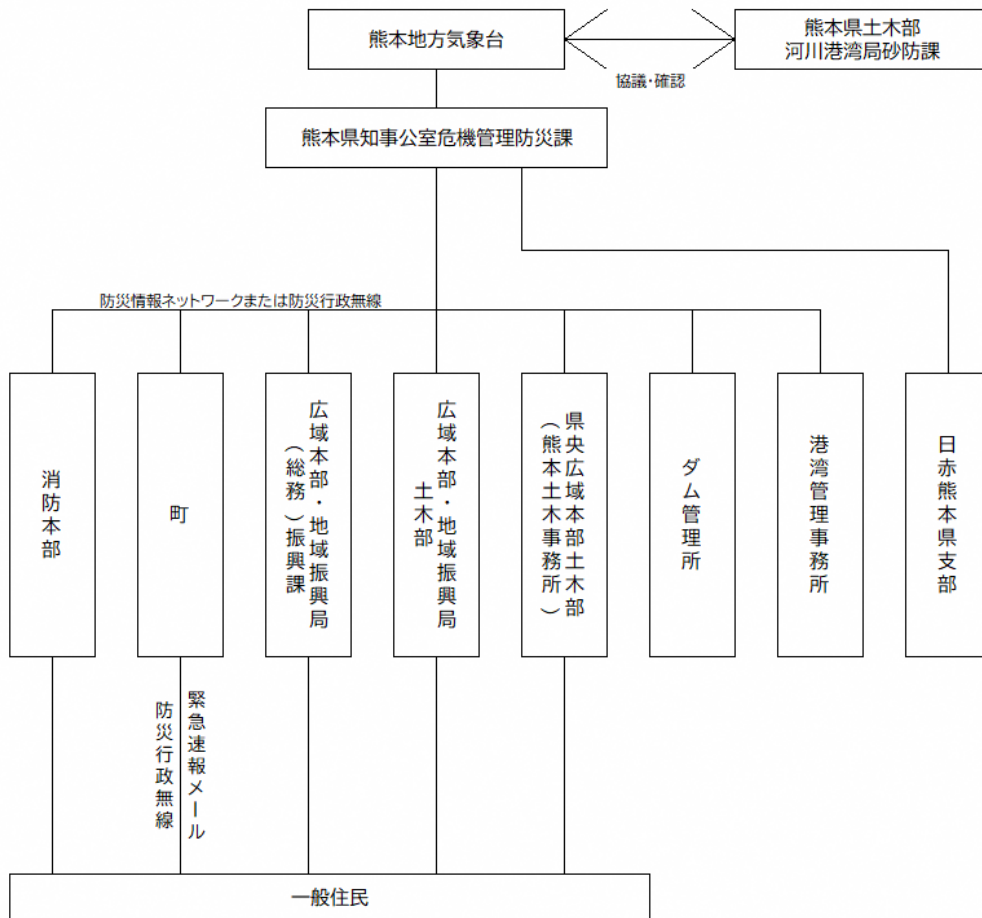 熊本地方気象台
熊本県土木部
河川港湾局砂防課
協議・確認
熊本県知事公室危機管理防災課
防災情報ネットワークまたは防災行政無線
消防本部
町
広域本部・地域振興局
（総務）振興課
広域本部・地域振興局
土木部
県央広域本部土木部
（熊本土木事務所）
ダム管理所
港湾管理事務所
日赤熊本県支部
緊急速報メール
防災行政無線
一般住民